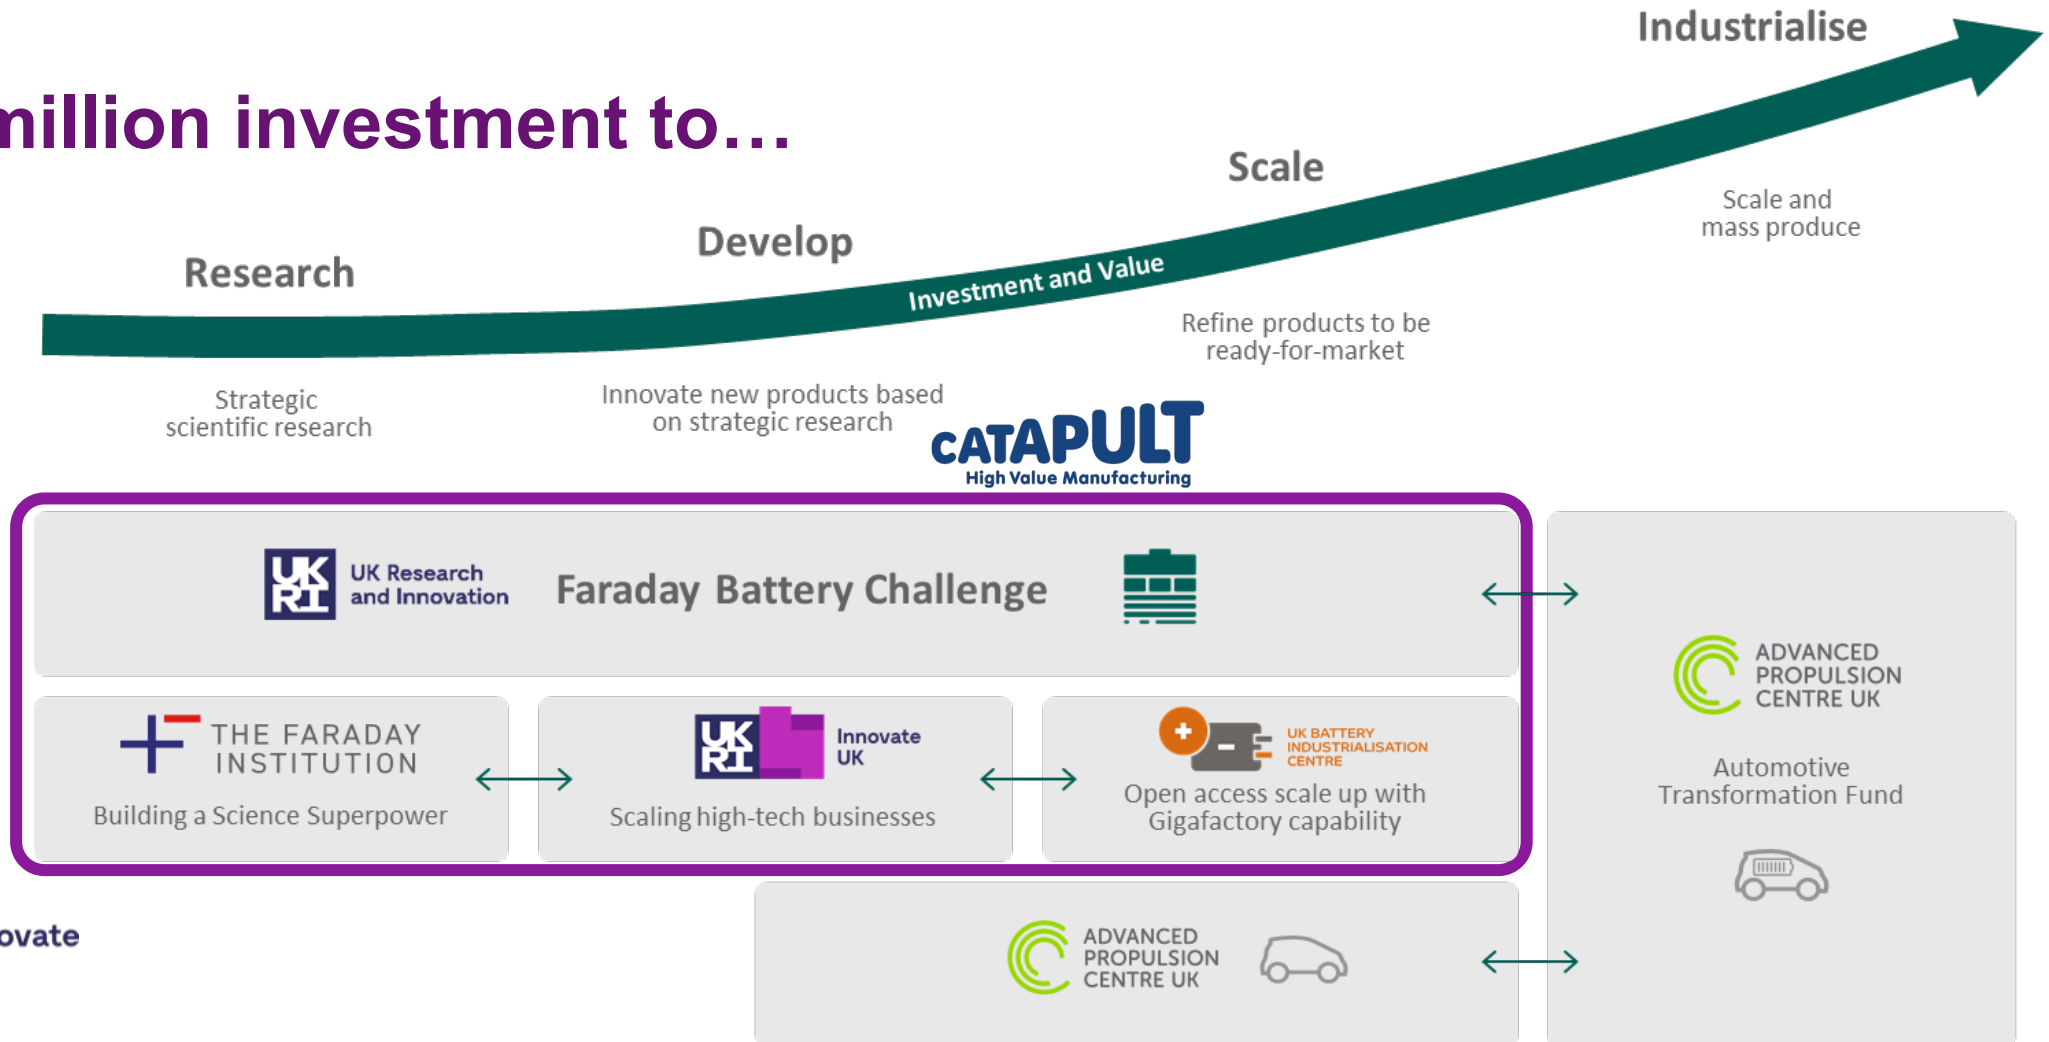 Industrialise
million investment to...
Scale
Scale and
mass produce
Develop
Research
Investment and Value
Refine products to be
ready-for-market
Strategic
scientific research
Innovate new products based
on strategic research
CATAPULT
High Value Manufacturing
UK
RI
UK Research
and Innovation
Faraday Battery Challenge
THE FARADAY
INSTITUTION
Building a Science Superpower
UK
RI
Innovate
UK
Scaling high-tech businesses
UK BATTERY
INDUSTRIALISATION
CENTRE
Open access scale up with
Gigafactory capability
ADVANCED
PROPULSION
CENTRE UK
Automotive
Transformation Fund
ovate
ADVANCED
PROPULSION
CENTRE UK